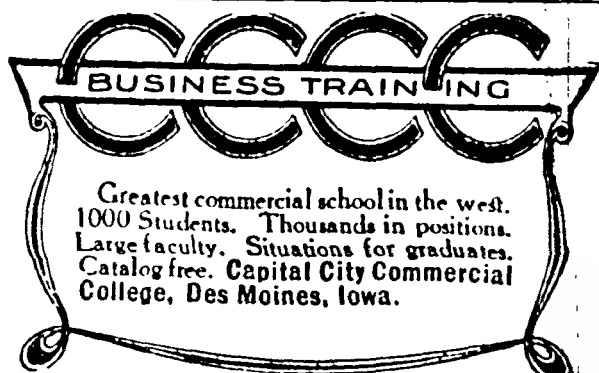 CCCC
BUSINESS TRAINING
Greatest commercial school in the west.
1000 Students. Thousands in positions.
Large faculty. Situations for graduates.
Catalog free. Capital City Commercial
College, Des Moines, Iowa.